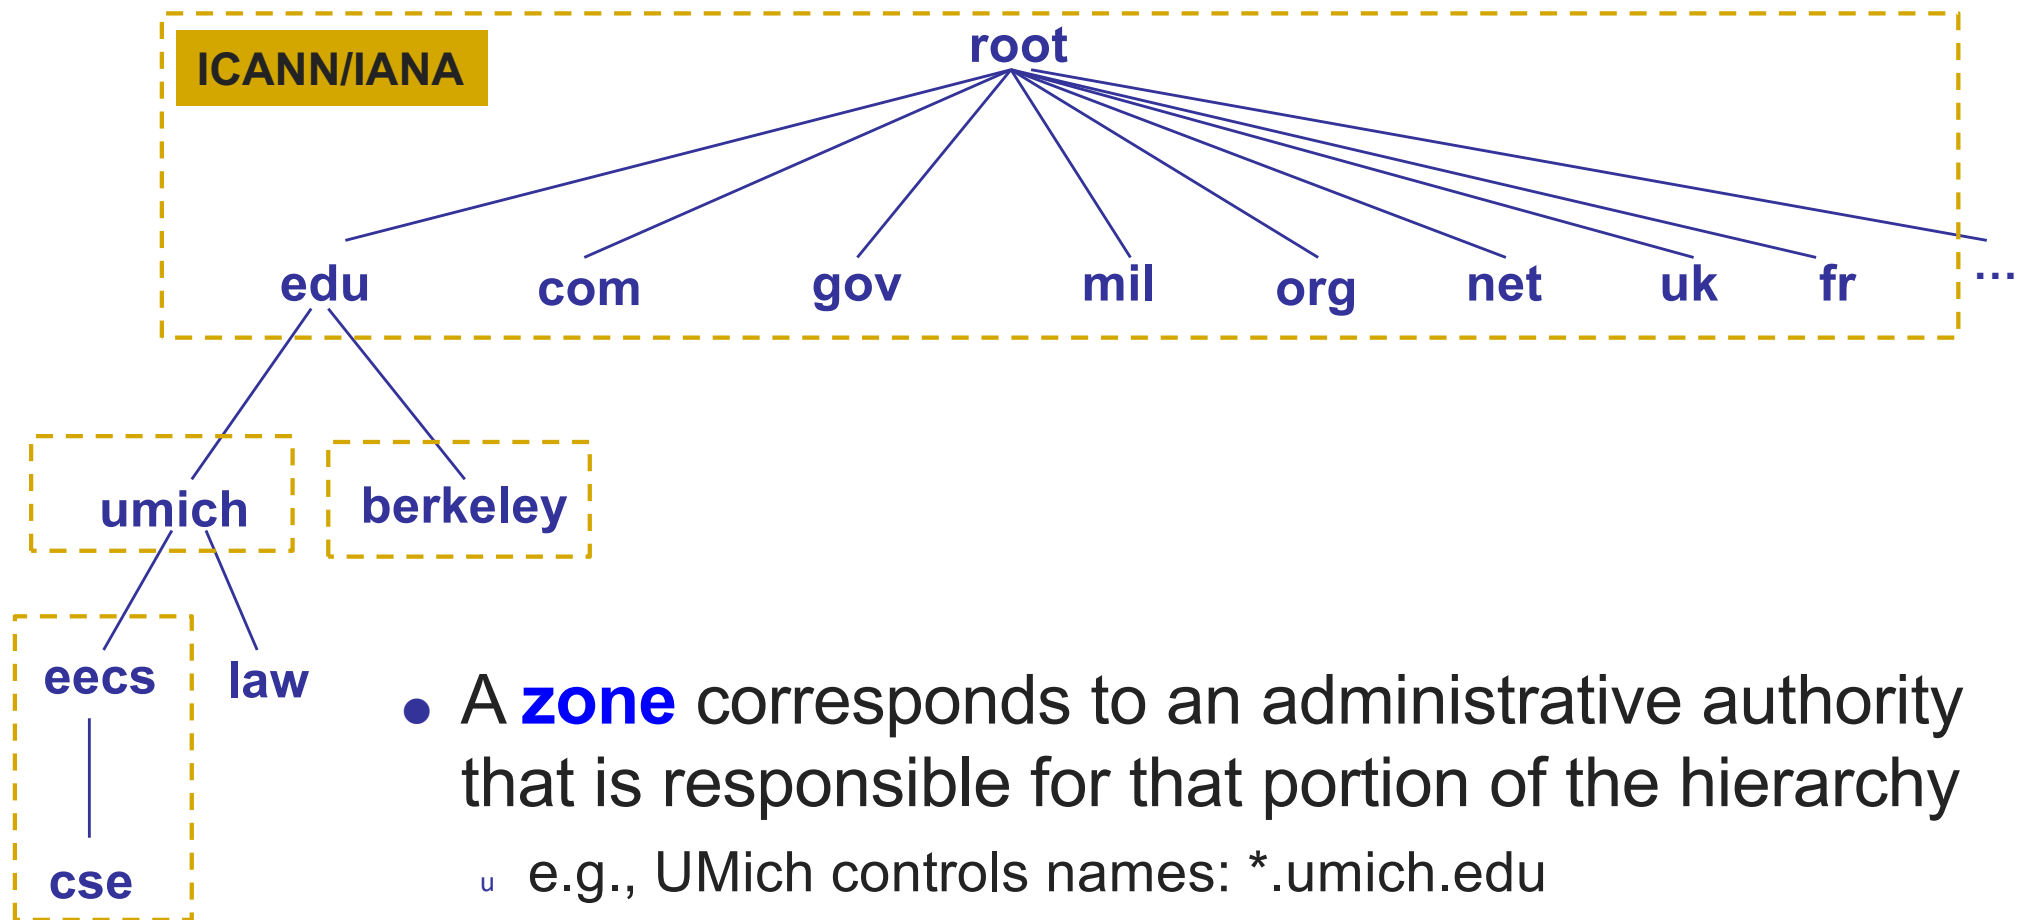 ICANN/IANA
root
edu
com
gov
mil
org
net
uk
fr
...
umich
berkeley
eecs
law
cse
● A zone corresponds to an administrative authority
that is responsible for that portion of the hierarchy
u e.g., UMich controls names: *.umich.edu